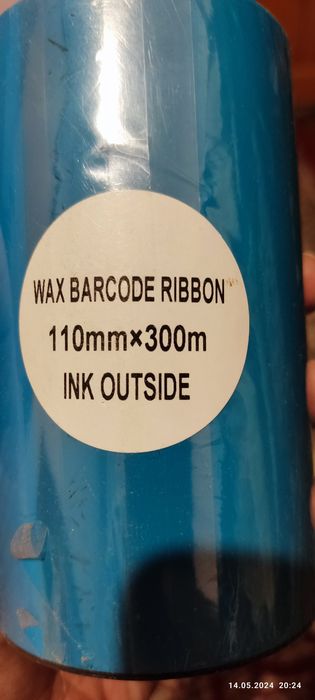 WAX BARCODE RIBBON
110mm×300m
INK OUTSIDE
14.05.2024 20:24